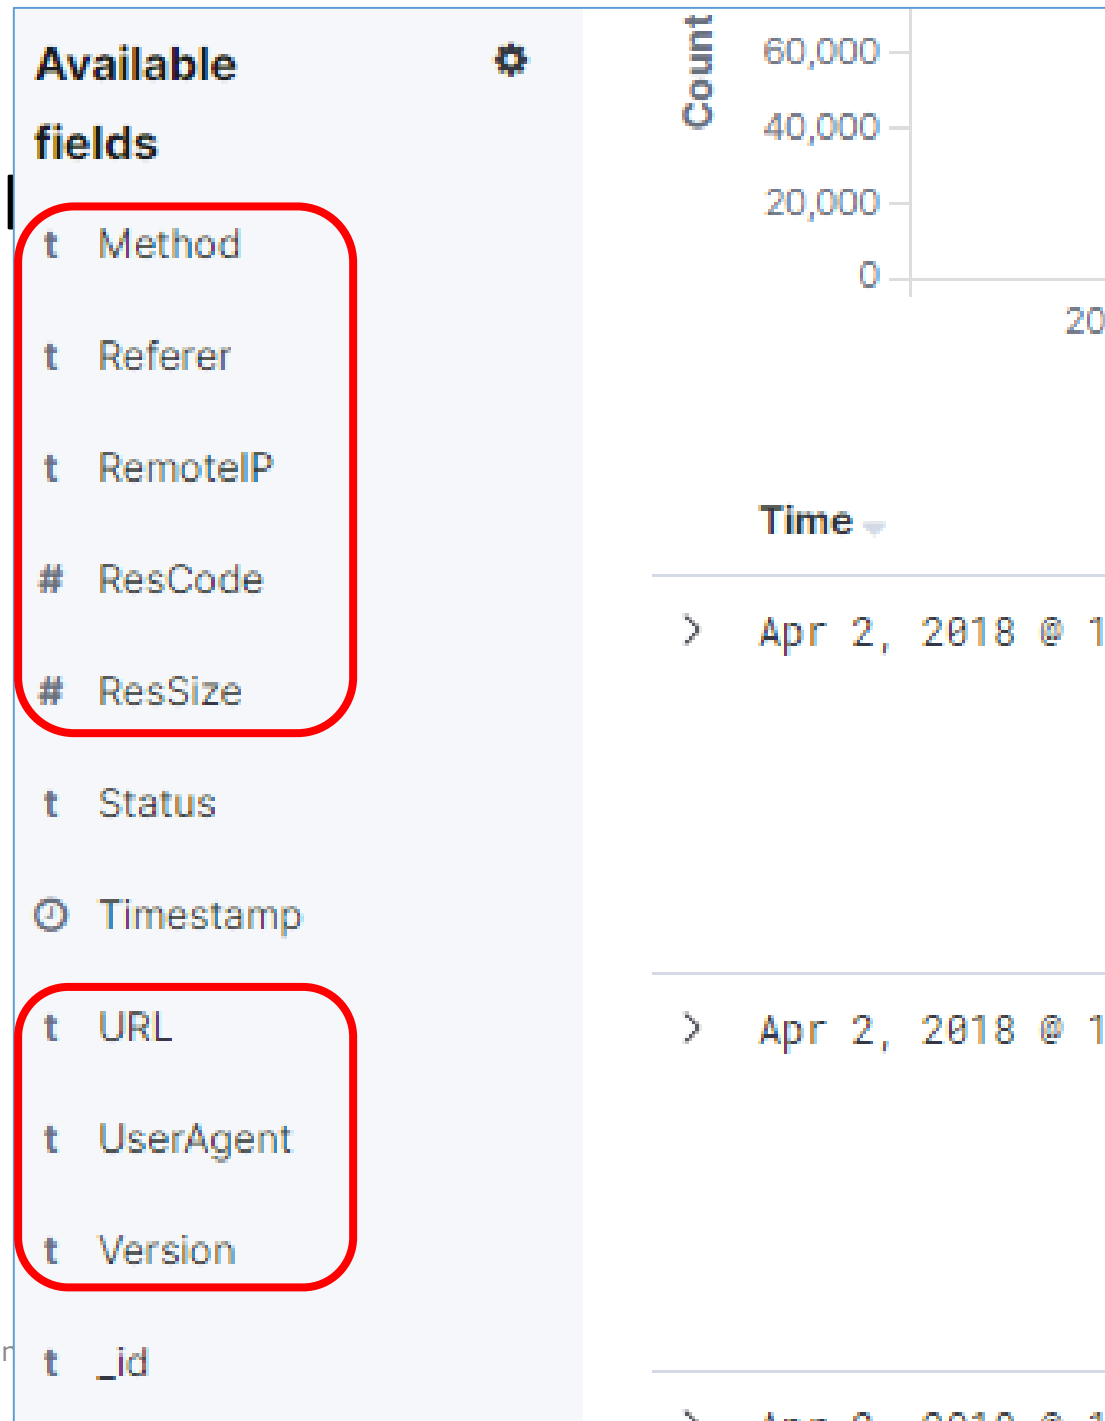 Available
fields
t Method
t Referer
t RemoteIP
# ResCode
# ResSize
t Status
Timestamp
t URL
t UserAgent
t Version
t _id
Count
60,000
40,000
20,000
0
20
Time
Apr 2, 2018 @ 1
Apr 2, 2018 @ 1